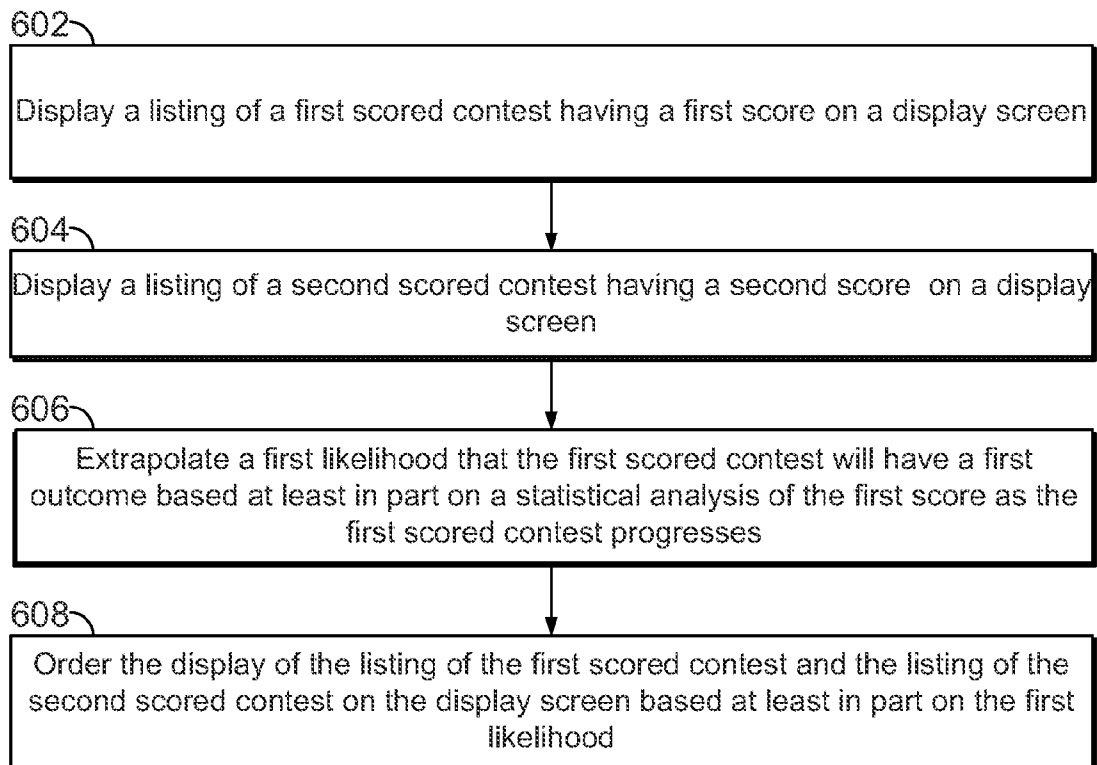 602
Display a listing of a first scored contest having a first score on a display screen
604
Display a listing of a second scored contest having a second score on a display
screen
606
Extrapolate a first likelihood that the first scored contest will have a first
outcome based at least in part on a statistical analysis of the first score as the
first scored contest progresses
608
Order the display of the listing of the first scored contest and the listing of the
second scored contest on the display screen based at least in part on the first
likelihood